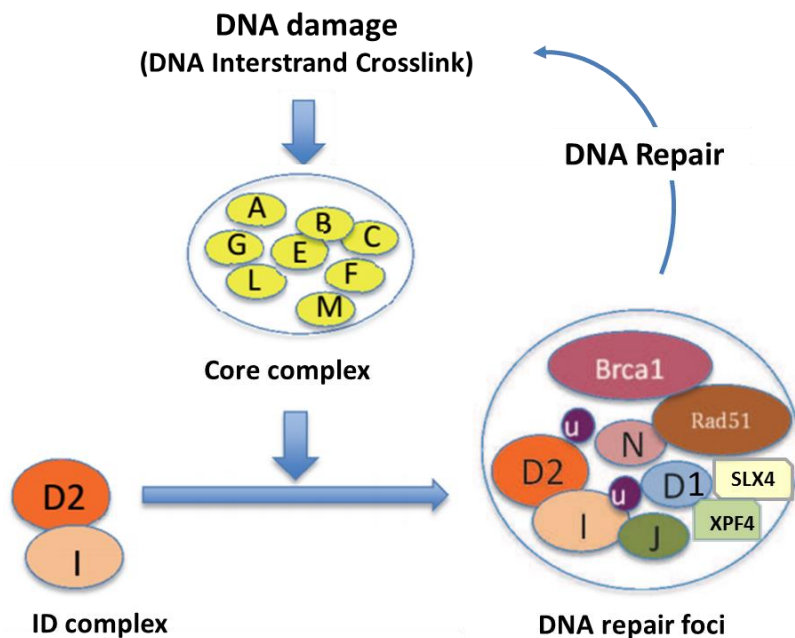 DNA damage
(DNA Interstrand Crosslink)
DNA Repair
A
B
C
G
E
L
F
M
Core complex
Brca1
Rad51
u
N
D2
D1
SLX4
u
XPF4
I
J
D2
I
ID complex
DNA repair foci